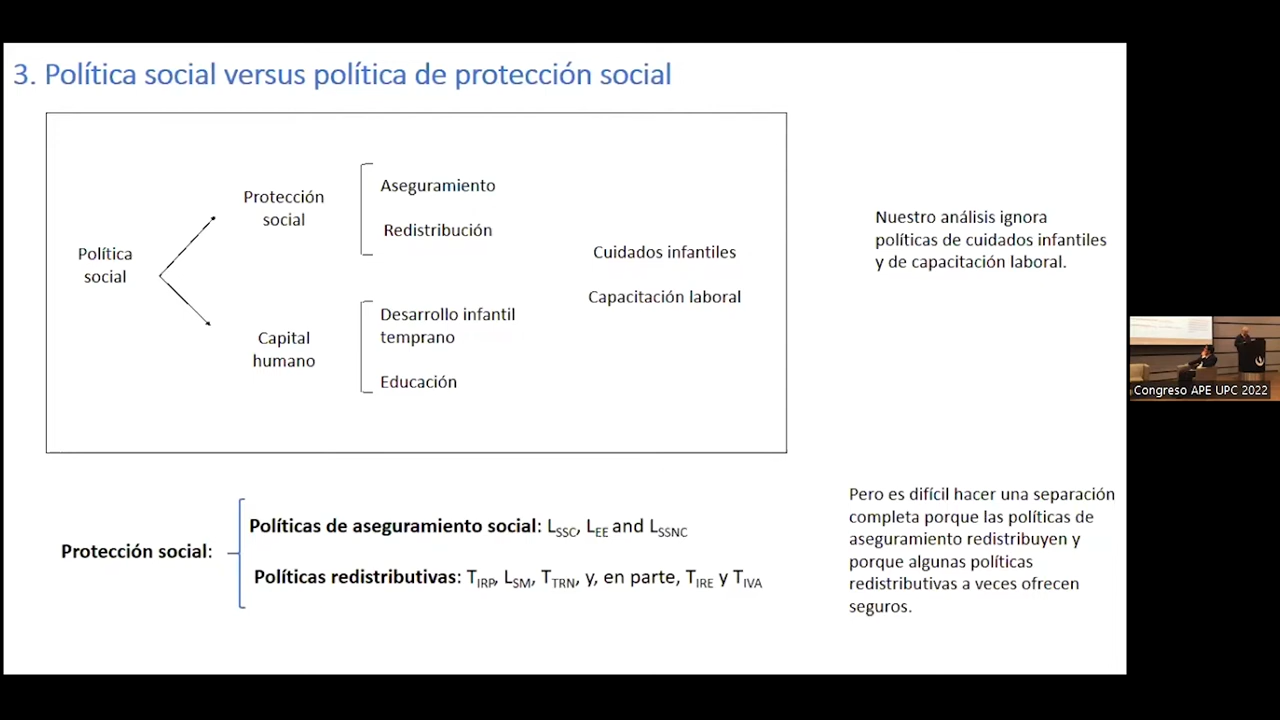 3. Política social versus política de protección social
Protección
social
Aseguramiento
Redistribución
Política
social
Capital
humano
Desarrollo infantil
temprano
Educación
Cuidados infantiles
Capacitación laboral
Nuestro análisis ignora
políticas de cuidados infantiles
y de capacitación laboral.
Protección social:
Políticas de aseguramiento social: LSSC, LEE and LSSNC
Políticas redistributivas: TIRP, LSM, TTRN, y, en parte, TIRE y TIVA
Pero es difícil hacer una separación
completa porque las políticas de
aseguramiento redistribuyen y
porque algunas políticas
redistributivas a veces ofrecen
seguros.
Congreso APE UPC 2022